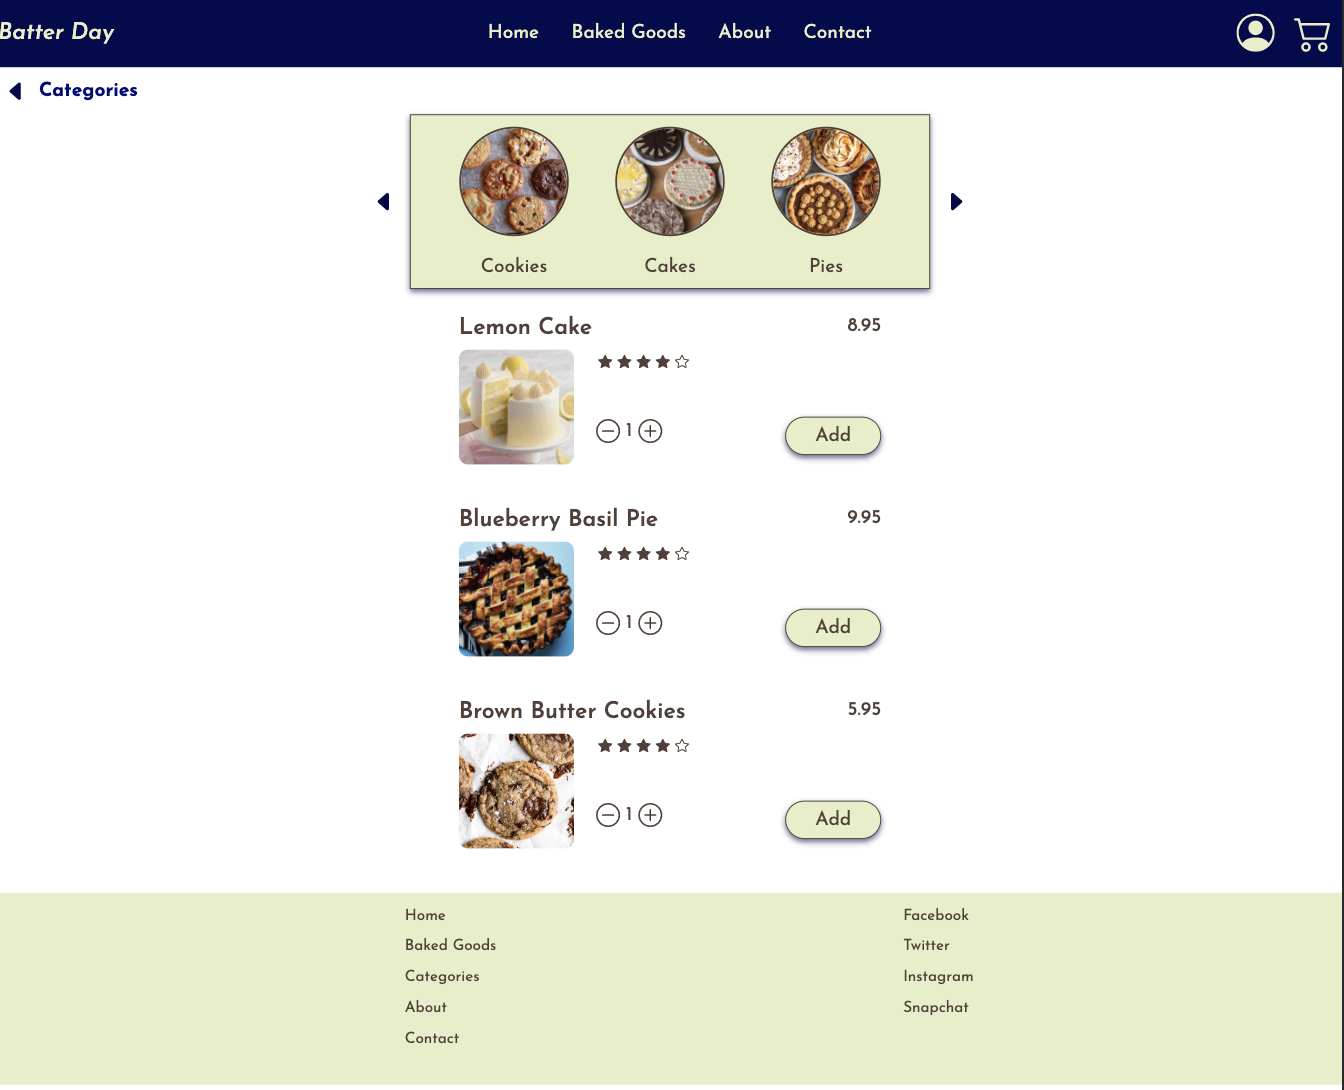 Batter Day
Home Baked Goods About Contact
Categories
Cookies Cakes Pies
Lemon Cake 8.95
1
Add
Blueberry Basil Pie 9.95
1
Add
Brown Butter Cookies 5.95
1
Add
Home
Baked Goods
Categories
About
Contact
Facebook
Twitter
Instagram
Snapchat